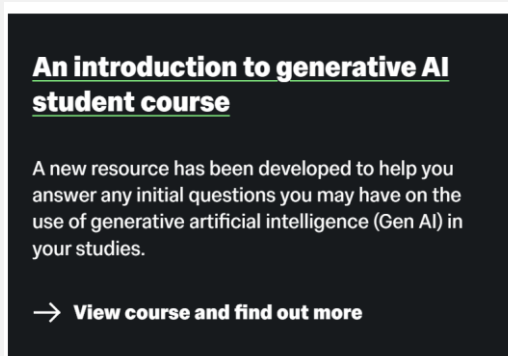 An introduction to generative AI
student course
A new resource has been developed to help you
answer any initial questions you may have on the
use of generative artificial intelligence (Gen AI) in
your studies.
View course and find out more